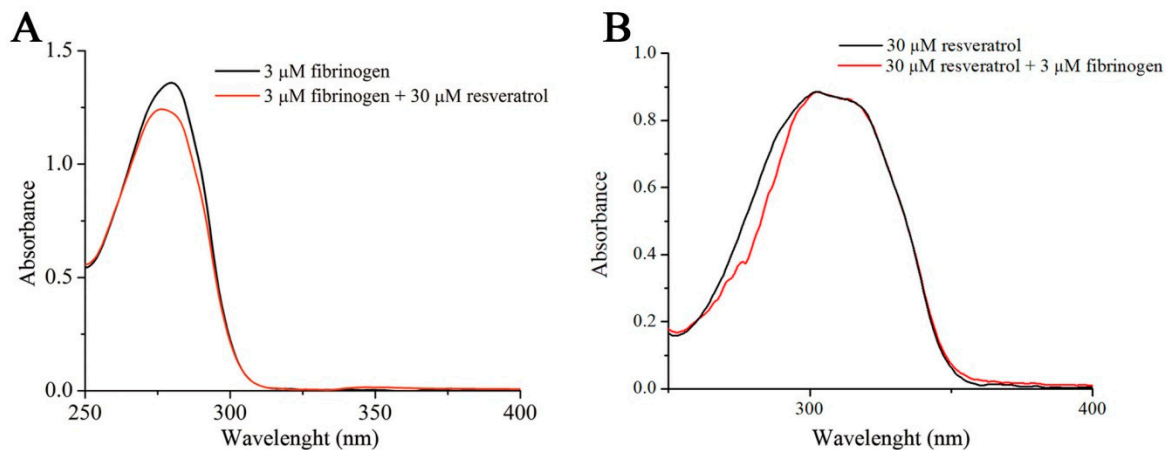 A
3 μM fibrinogen
3 μM fibrinogen + 30 μM resveratrol
Absorbance
1.5
1.0
0.5
0.0
250
300
350
400
Wavelenght (nm)
B
30 μM resveratrol
30 μM resveratrol + 3 μM fibrinogen
Absorbance
1.0
0.8
0.6
0.4
0.2
0.0
300
400
Wavelenght (nm)